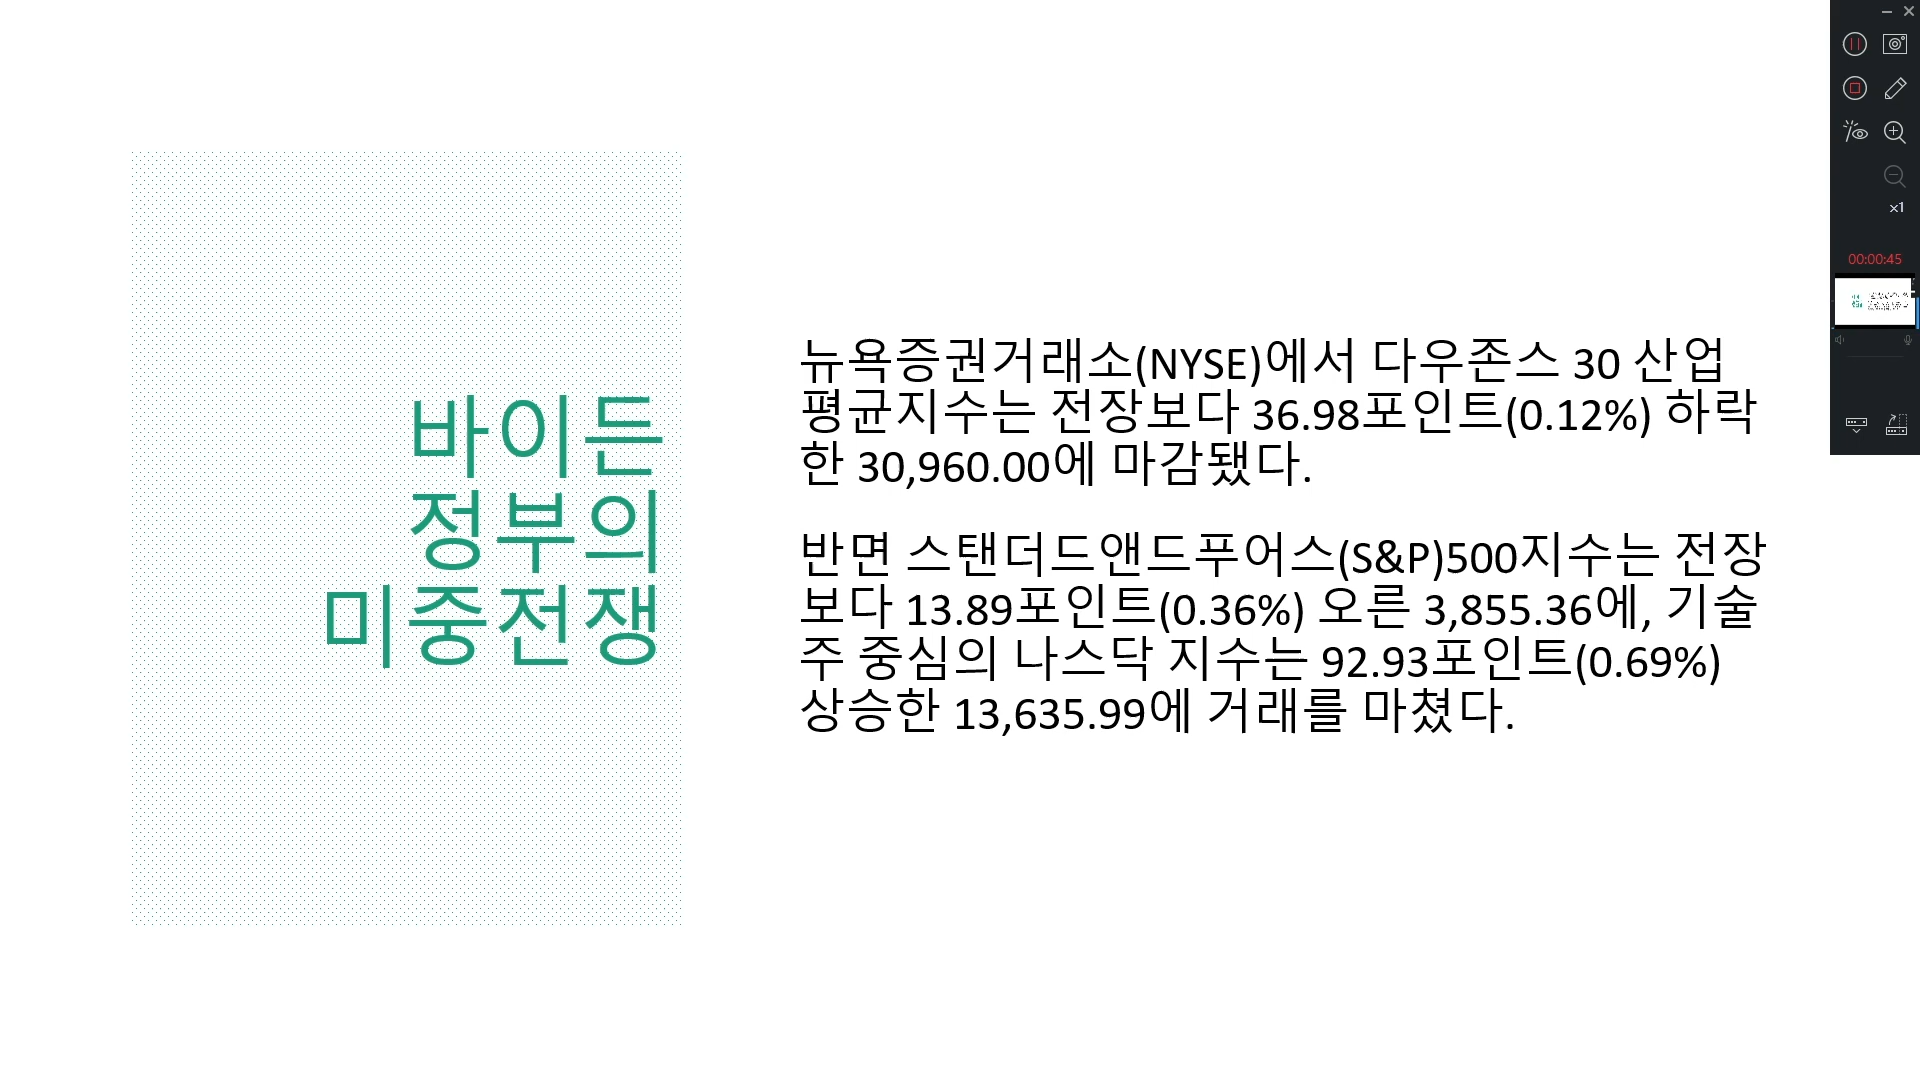 바이든
정부의
미중전쟁
뉴욕증권거래소(NYSE)에서 다우존스 30 산업
평균지수는 전장보다 36.98포인트(0.12%) 하락
한 30,960.00에 마감됐다.
반면 스탠더드앤드푸어스(S&P)500지수는 전장
보다 13.89포인트(0.36%) 오른 3,855.36에, 기술
주 중심의 나스닥 지수는 92.93포인트(0.69%)
상승한 13,635.99에 거래를 마쳤다.
x1
00:00:45